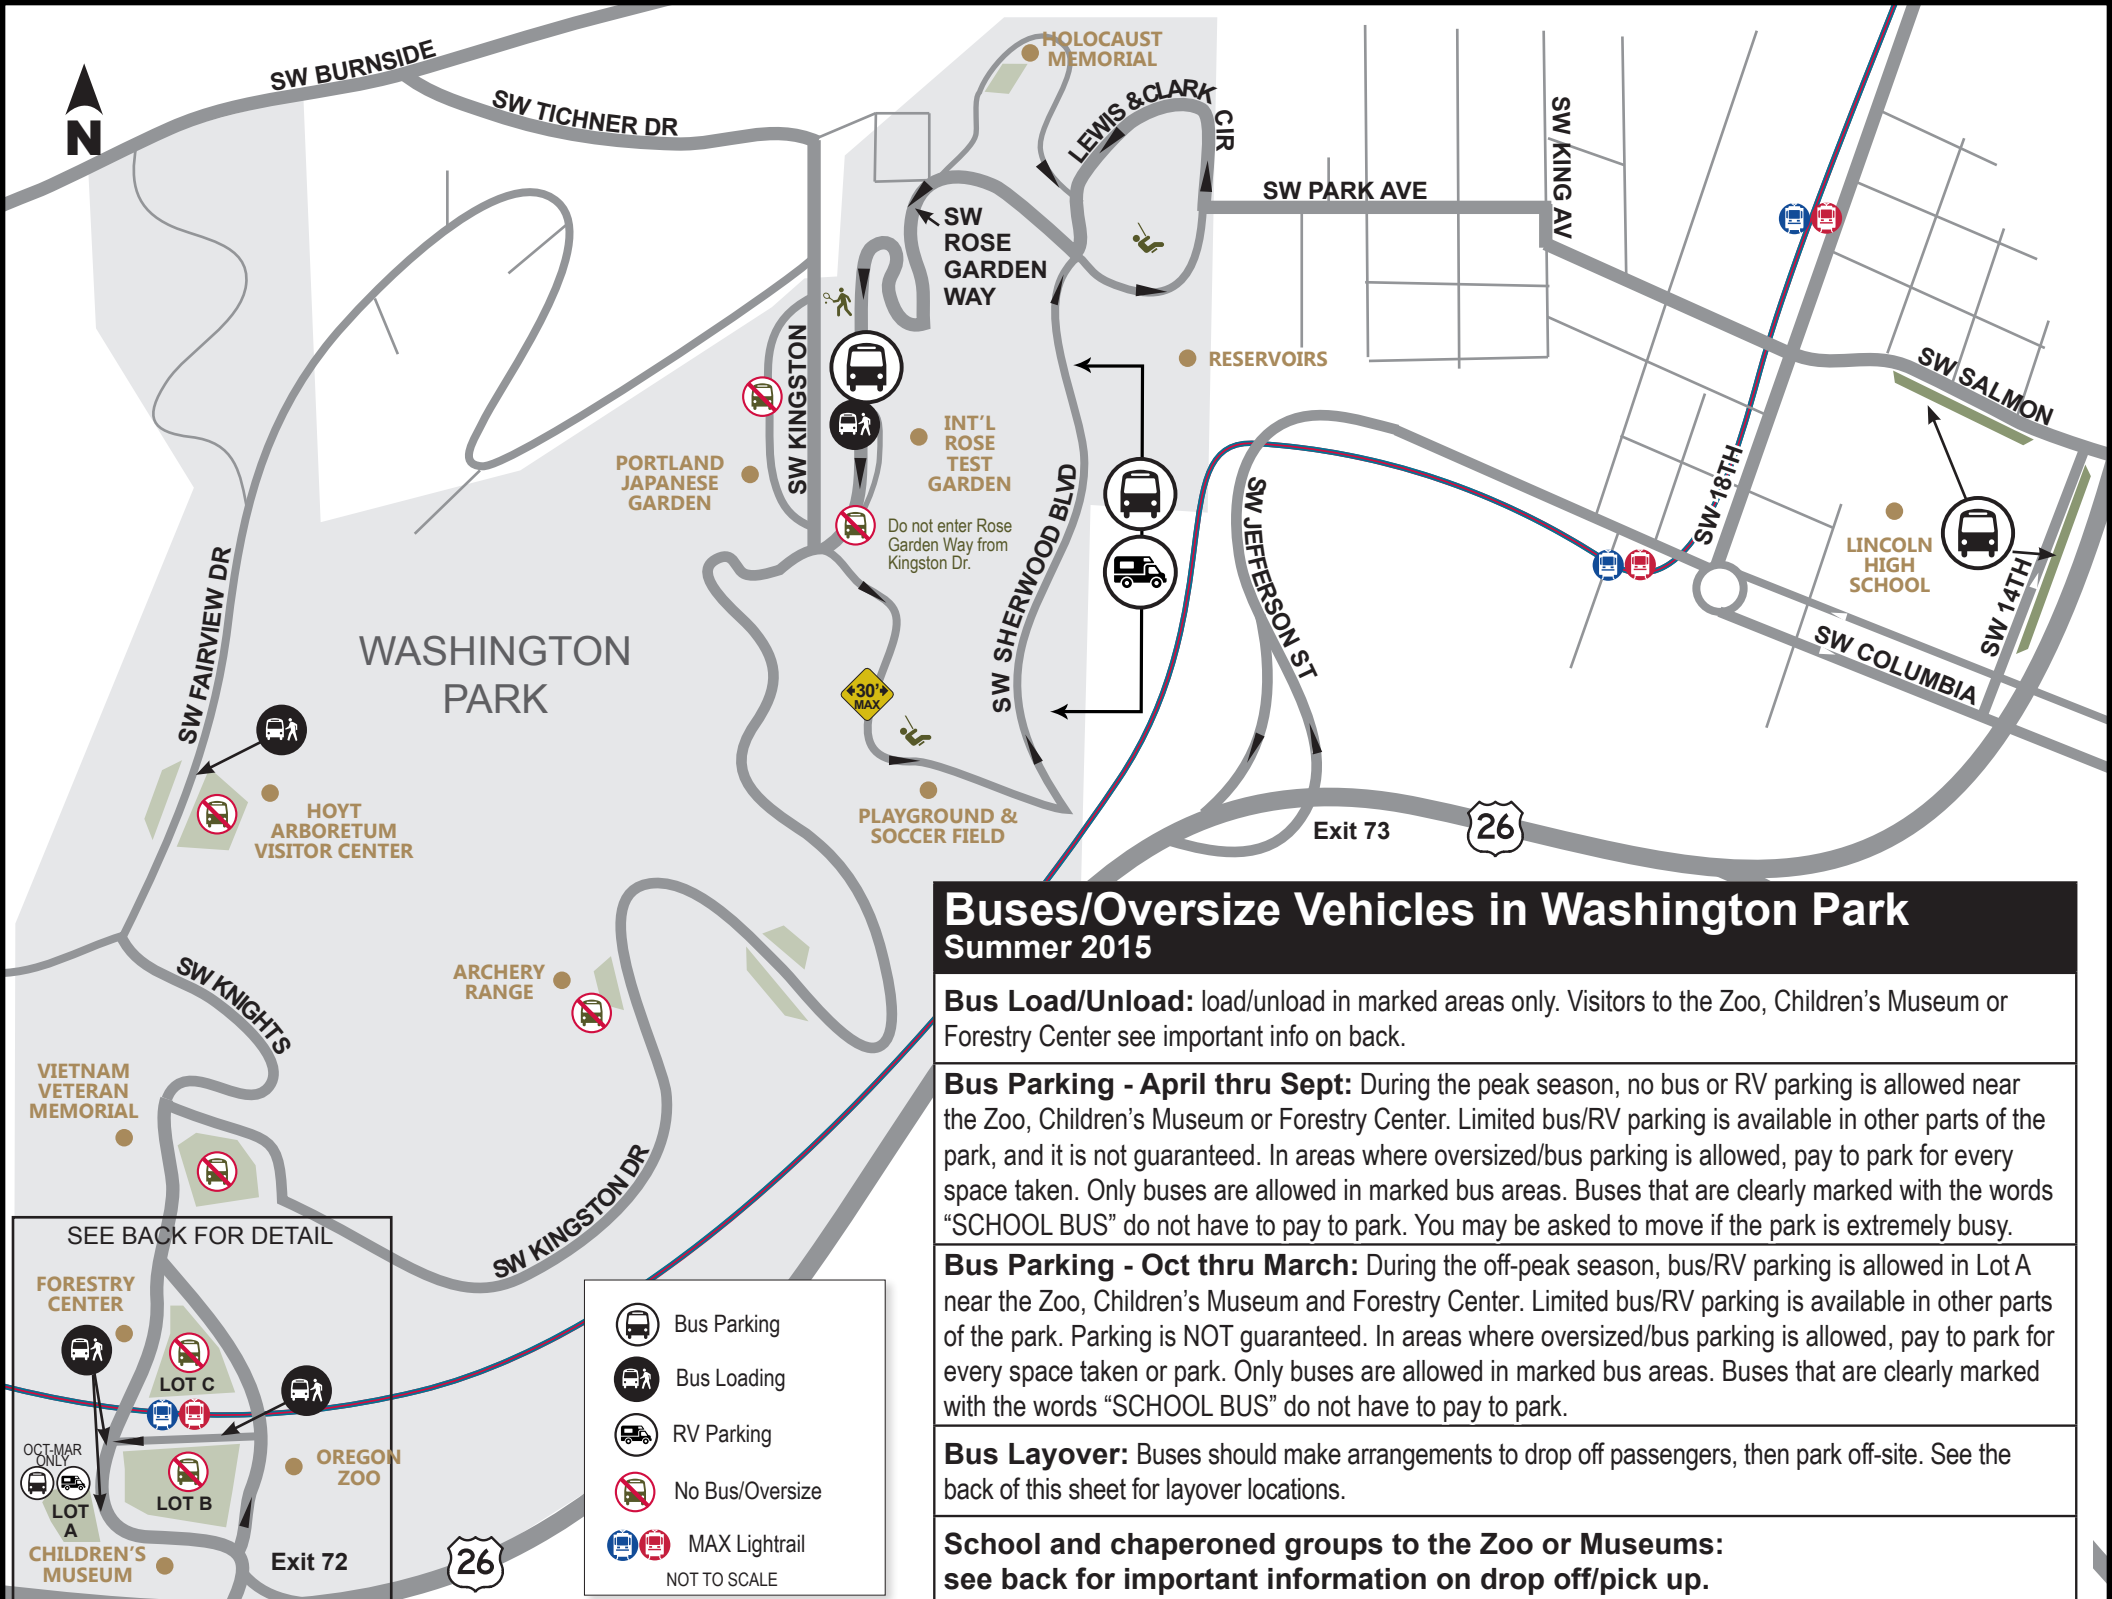 SW BURNSIDE
N
SW TICHNER DR
HOLOCAUST
MEMORIAL
LEWIS & CLARK CIR
SW PARK AVE
SW KING AV
SW
ROSE
GARDEN
WAY
RESERVOIRS
SW SALMON
SW KINGSTON
INT'L
ROSE
TEST
GARDEN
PORTLAND
JAPANESE
GARDEN
Do not enter Rose
Garden Way from
Kingston Dr.
SW SHERWOOD BLVD
SW JEFFERSON ST
SW 18TH
LINCOLN
HIGH
SCHOOL
SW 14TH
SW COLUMBIA
SW FAIRVIEW DR
WASHINGTON
PARK
30'
MAX
PLAYGROUND &
SOCCER FIELD
HOYT
ARBORETUM
VISITOR CENTER
Exit 73
26
SW KNIGHTS
ARCHERY
RANGE
VIETNAM
VETERAN
MEMORIAL
SW KINGSTON DR
SEE BACK FOR DETAIL
FORESTRY
CENTER
LOT C
OCT-MAR
ONLY
LOT
A
LOT B
OREGON
ZOO
CHILDREN'S
MUSEUM
Exit 72
26
Bus Parking
Bus Loading
RV Parking
No Bus/Oversize
MAX Lightrail
NOT TO SCALE
Buses/Oversize Vehicles in Washington Park
Summer 2015
Bus Load/Unload: load/unload in marked areas only. Visitors to the Zoo, Children's Museum or
Forestry Center see important info on back.
Bus Parking - April thru Sept: During the peak season, no bus or RV parking is allowed near
the Zoo, Children's Museum or Forestry Center. Limited bus/RV parking is available in other parts of the
park, and it is not guaranteed. In areas where oversized/bus parking is allowed, pay to park for every
space taken. Only buses are allowed in marked bus areas. Buses that are clearly marked with the words
“SCHOOL BUS” do not have to pay to park. You may be asked to move if the park is extremely busy.
Bus Parking - Oct thru March: During the off-peak season, bus/RV parking is allowed in Lot A
near the Zoo, Children's Museum and Forestry Center. Limited bus/RV parking is available in other parts
of the park. Parking is NOT guaranteed. In areas where oversized/bus parking is allowed, pay to park for
every space taken or park. Only buses are allowed in marked bus areas. Buses that are clearly marked
with the words “SCHOOL BUS” do not have to pay to park.
Bus Layover: Buses should make arrangements to drop off passengers, then park off-site. See the
back of this sheet for layover locations.
School and chaperoned groups to the Zoo or Museums:
see back for important information on drop off/pick up.